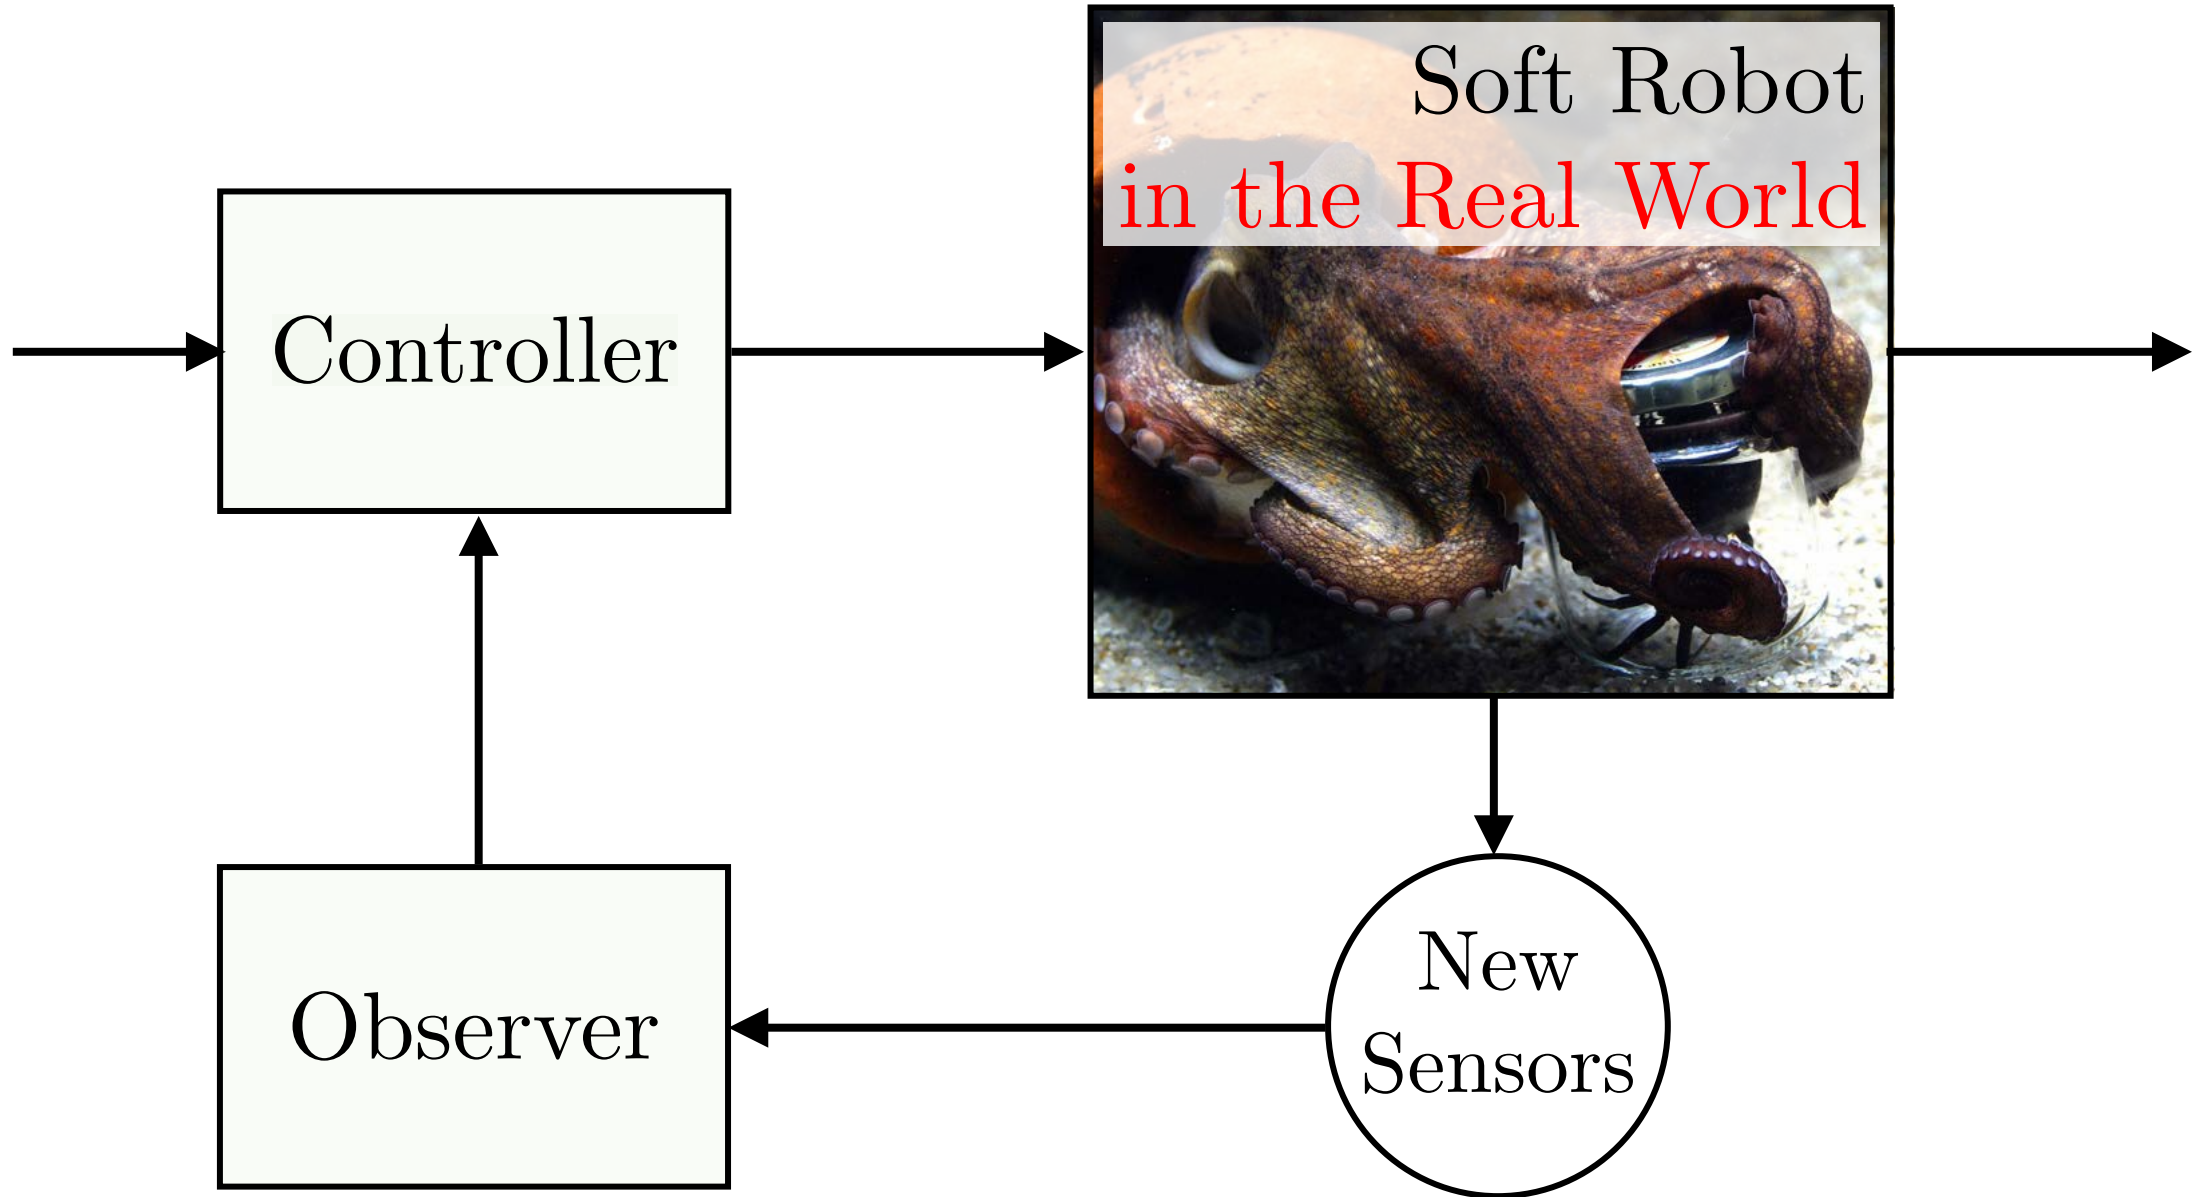 Soft Robot
in the Real World
Controller
Observer
New
Sensors